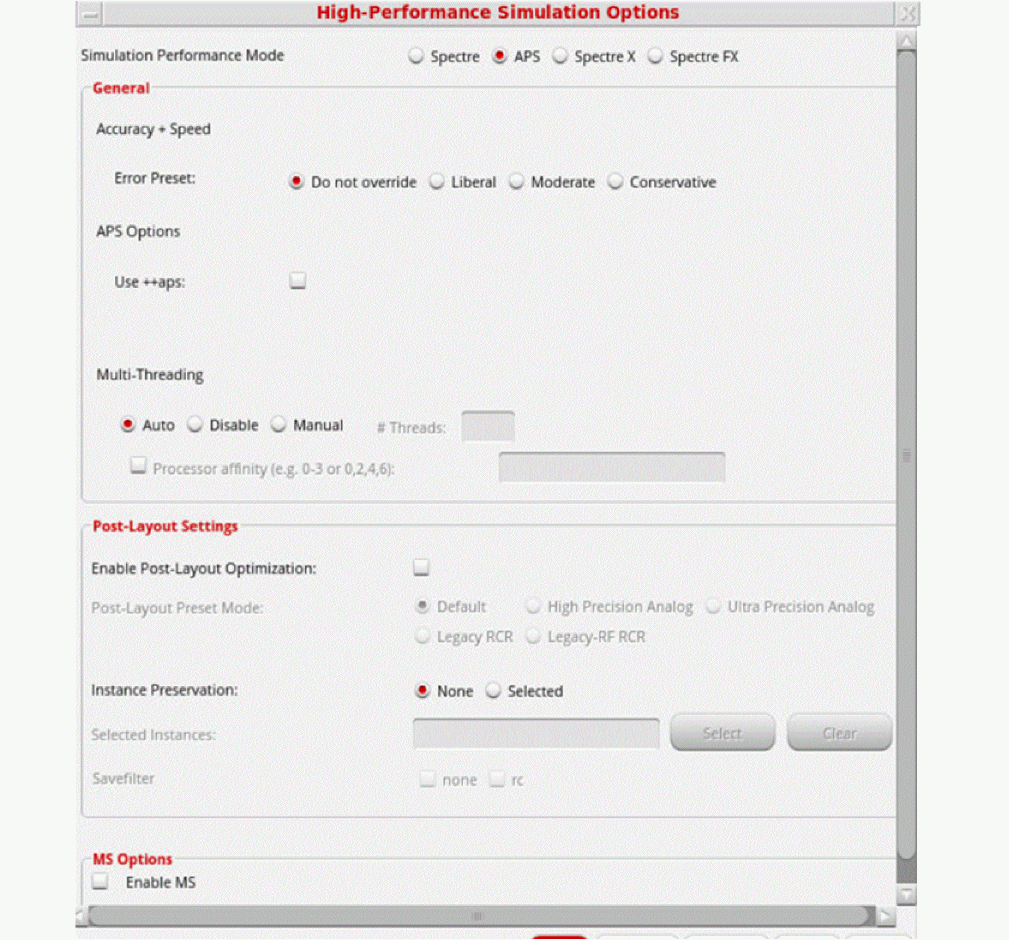 High-Performance Simulation Options
Simulation Performance Mode Spectre APS Spectre X Spectre FX
General
Accuracy + Speed
Error Preset: Do not override Liberal Moderate Conservative
APS Options
Use ++aps:
Multi-Threading
Auto Disable Manual # Threads:
Processor affinity (e.g. 0-3 or 0,2,4,6):
Post-Layout Settings
Enable Post-Layout Optimization:
Post-Layout Preset Mode: Default High Precision Analog Ultra Precision Analog
Legacy RCR Legacy-RF RCR
Instance Preservation: None Selected
Selected Instances: Select Clear
Savefilter none rc
MS Options
Enable MS